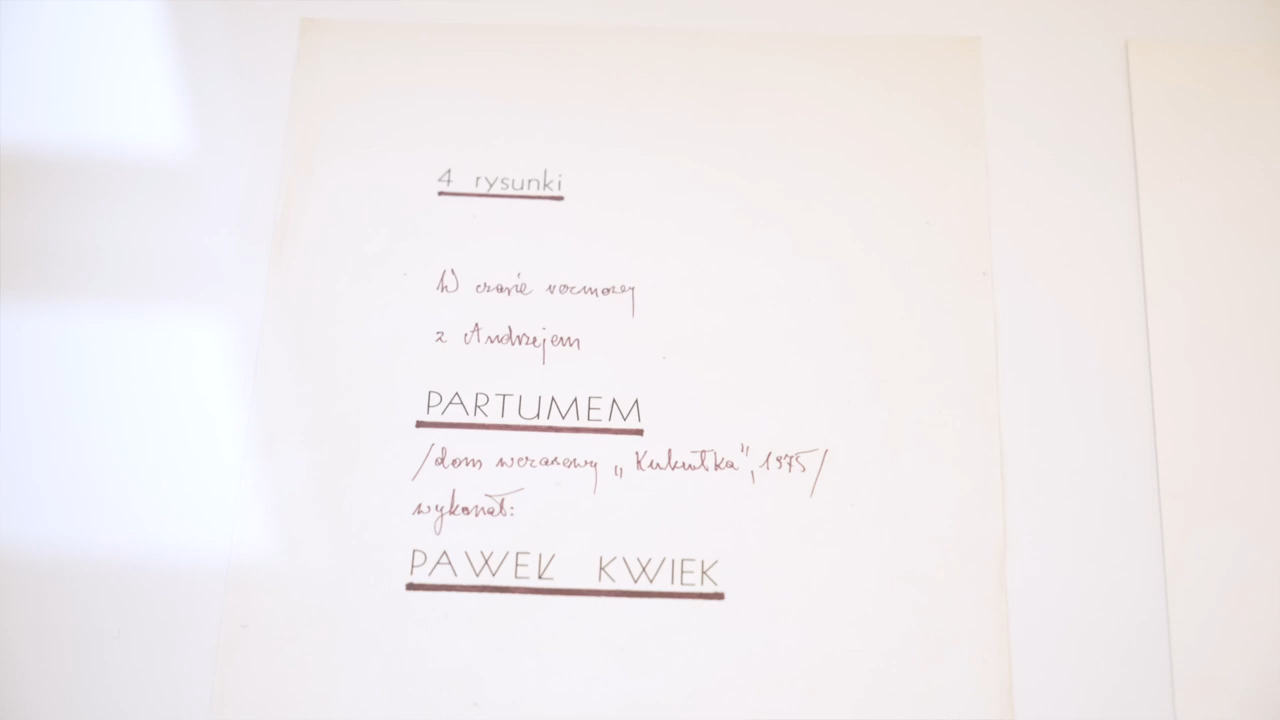 4 rysunki
W czasie rozmowy
z Andrzejem
PARTUMEM
/dom wczasowy „Kukułka”, 1975/
wykonał:
PAWEŁ KWIEK